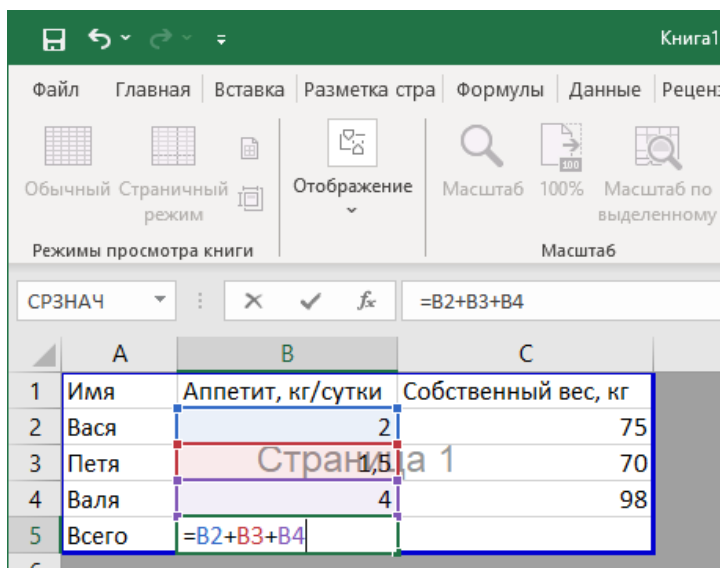 Книга1
Файл Главная Вставка Разметка стра Формулы Данные Реценз
100
Обычный Страничный режим Отображение Масштаб 100% Масштаб по выделенному
Режимы просмотра книги Масштаб
СРЗНАЧ fx =B2+B3+B4
A B C
1 Имя Аппетит, кг/сутки Собственный вес, кг
2 Вася 2 75
3 Петя 1,5 70
Страница 1
4 Валя 4 98
5 Всего =B2+B3+B4